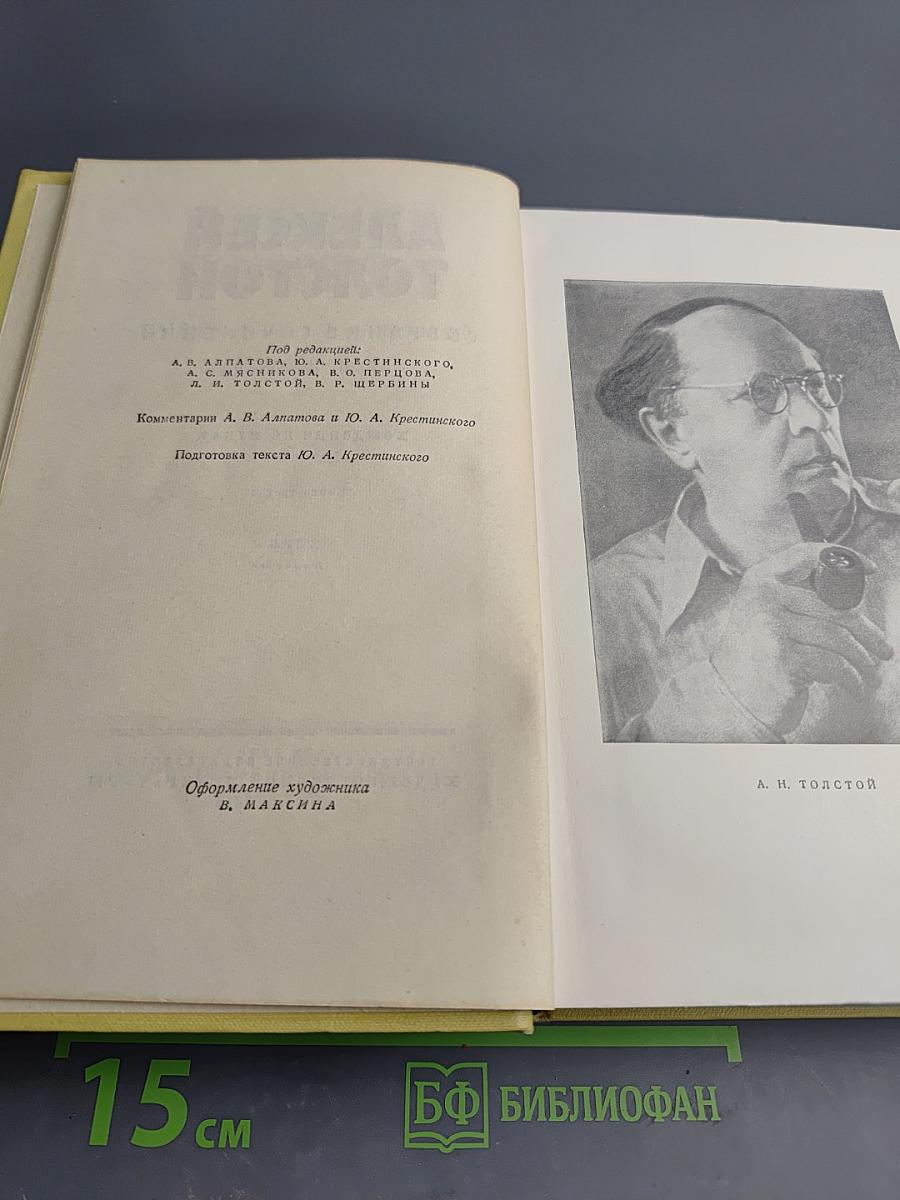 Под редакцией:
А. В. АЛПАТОВА, Ю. А. КРЕСТИНСКОГО,
А. С. МЯСНИКОВА, В. О. ПЕРЦОВА,
Л. И. ТОЛСТОЙ, В. Р. ЩЕРБИНЫ
Комментарии А. В. Алпатова и Ю. А. Крестинского
Подготовка текста Ю. А. Крестинского
Оформление художника
В. МАКСИНА
А. Н. ТОЛСТОЙ
15 см
БФ БИБЛИОФАН